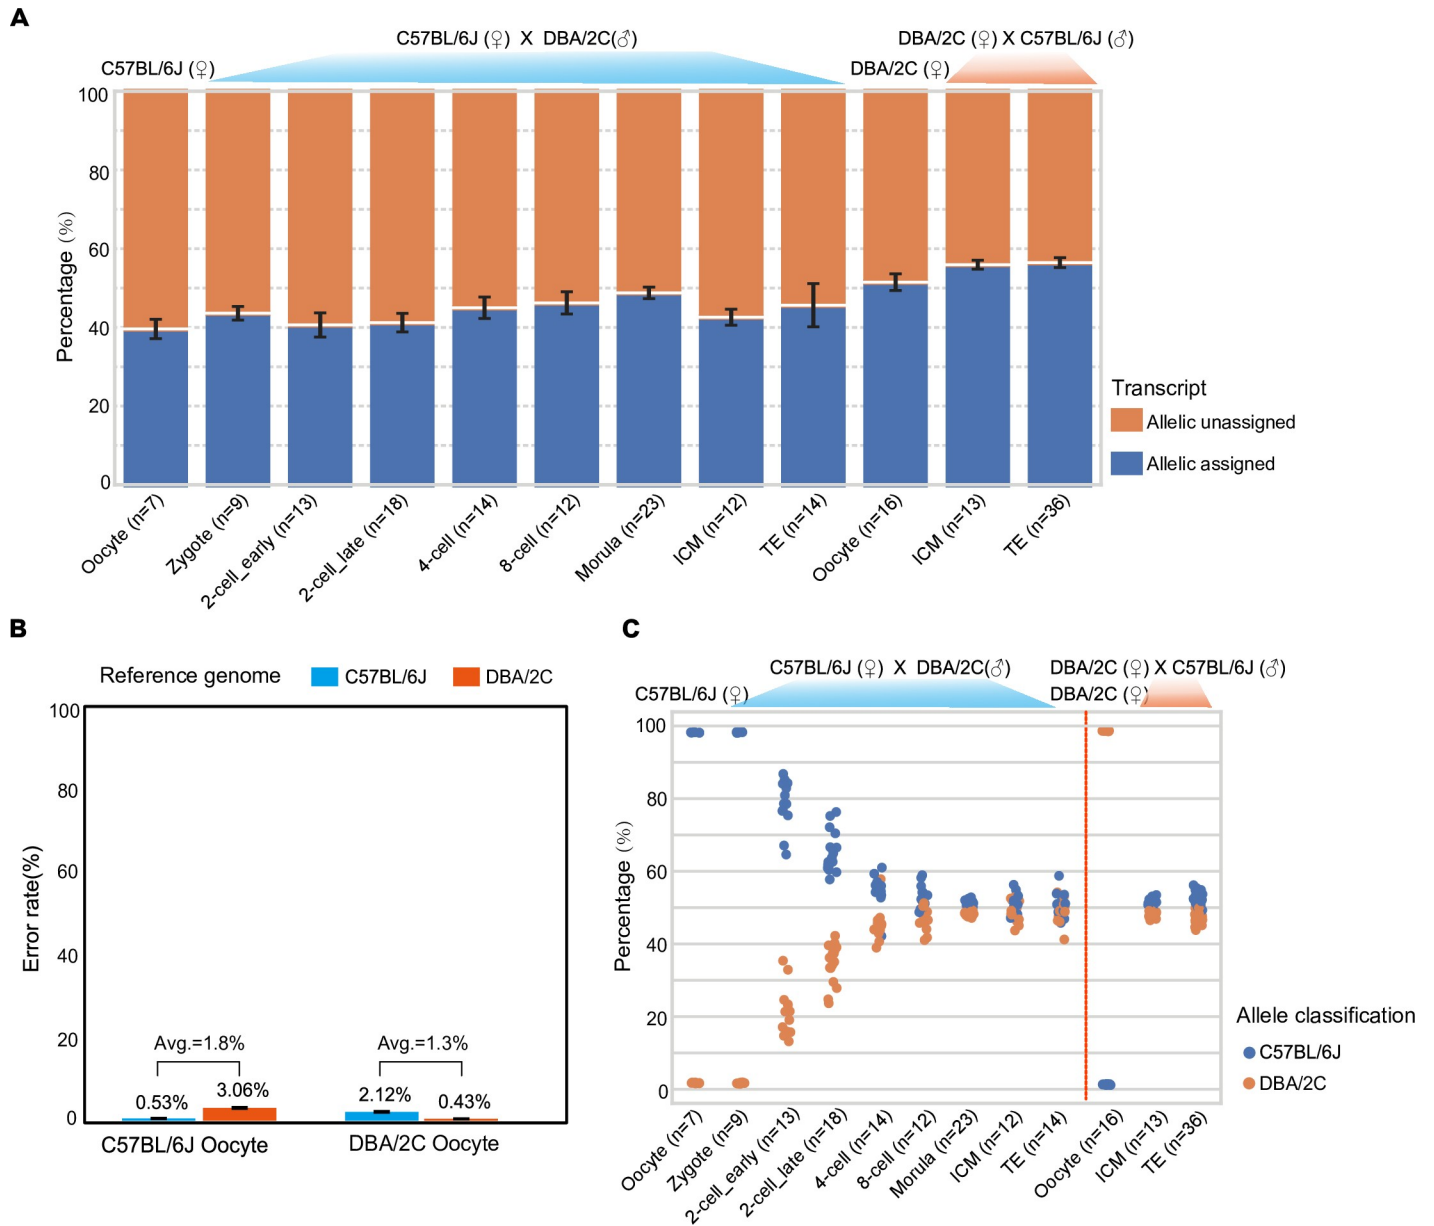 A
C57BL/6J (♀) X DBA/2C(♂)
DBA/2C (♀) X C57BL/6J (♂)
C57BL/6J (♀)
DBA/2C (♀)
Percentage (%)
100
80
60
40
20
0
Oocyte (n=7)
Zygote (n=9)
2-cell_early (n=13)
2-cell_late (n=18)
4-cell (n=14)
8-cell (n=12)
Morula (n=23)
ICM (n=12)
TE (n=14)
Oocyte (n=16)
ICM (n=13)
TE (n=36)
Transcript
Allelic unassigned
Allelic assigned
B
Reference genome
C57BL/6J
DBA/2C
Error rate(%)
100
80
60
40
20
0
Avg.=1.8%
Avg.=1.3%
0.53%
3.06%
2.12%
0.43%
C57BL/6J Oocyte
DBA/2C Oocyte
C
C57BL/6J (♀) X DBA/2C(♂)
DBA/2C (♀) X C57BL/6J (♂)
C57BL/6J (♀)
DBA/2C (♀)
Percentage (%)
100
80
60
40
20
0
Oocyte (n=7)
Zygote (n=9)
2-cell_early (n=13)
2-cell_late (n=18)
4-cell (n=14)
8-cell (n=12)
Morula (n=23)
ICM (n=12)
TE (n=14)
Oocyte (n=16)
ICM (n=13)
TE (n=36)
Allele classification
C57BL/6J
DBA/2C